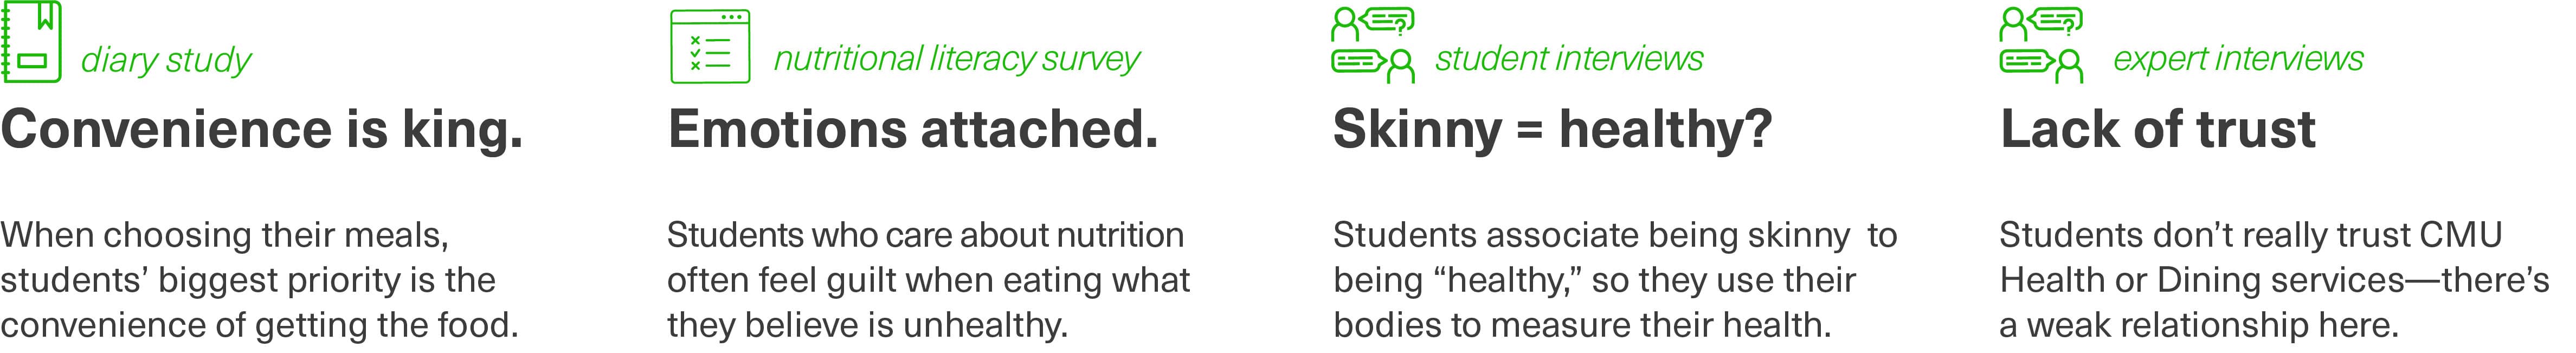 diary study
Convenience is king.
When choosing their meals,
students’ biggest priority is the
convenience of getting the food.
nutritional literacy survey
Emotions attached.
Students who care about nutrition
often feel guilt when eating what
they believe is unhealthy.
?
student interviews
Skinny = healthy?
Students associate being skinny  to
being “healthy,” so they use their
bodies to measure their health.
?
expert interviews
Lack of trust
Students don’t really trust CMU
Health or Dining services—there’s
a weak relationship here.